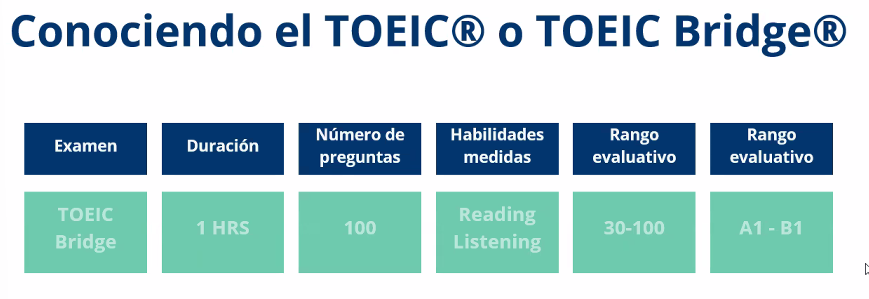 Conociendo el TOEIC® o TOEIC Bridge®
Examen
Duración
Número de
preguntas
Habilidades
medidas
Rango
evaluativo
Rango
evaluativo
TOEIC
Bridge
1 HRS
100
Reading
Listening
30-100
A1 - B1